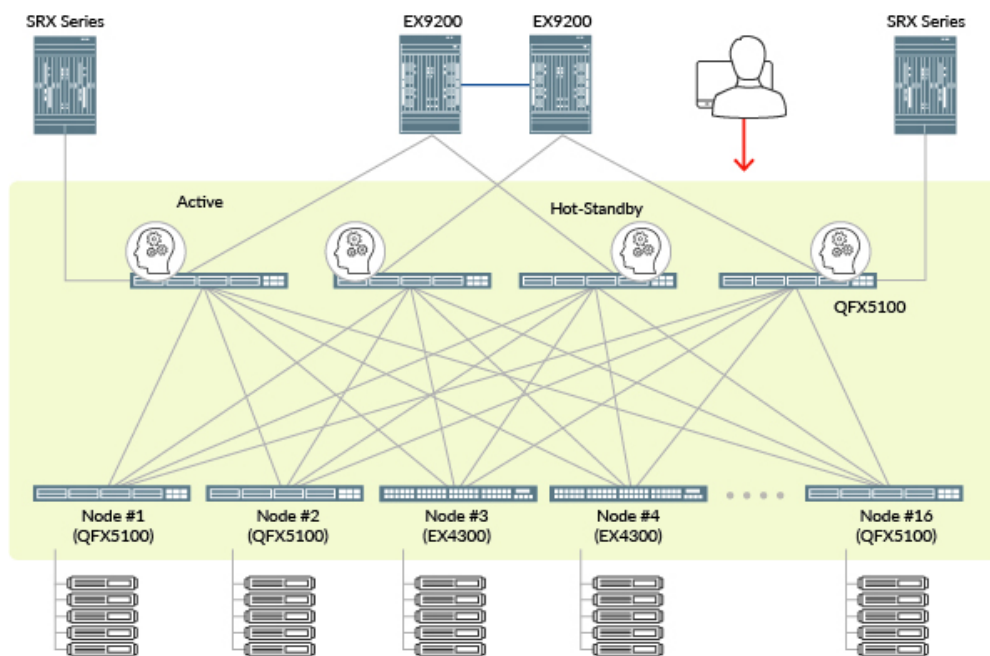 SRX Series
EX9200
EX9200
SRX Series
Active
Hot-Standby
QFX5100
Node #1
(QFX5100)
Node #2
(QFX5100)
Node #3
(EX4300)
Node #4
(EX4300)
Node #16
(QFX5100)